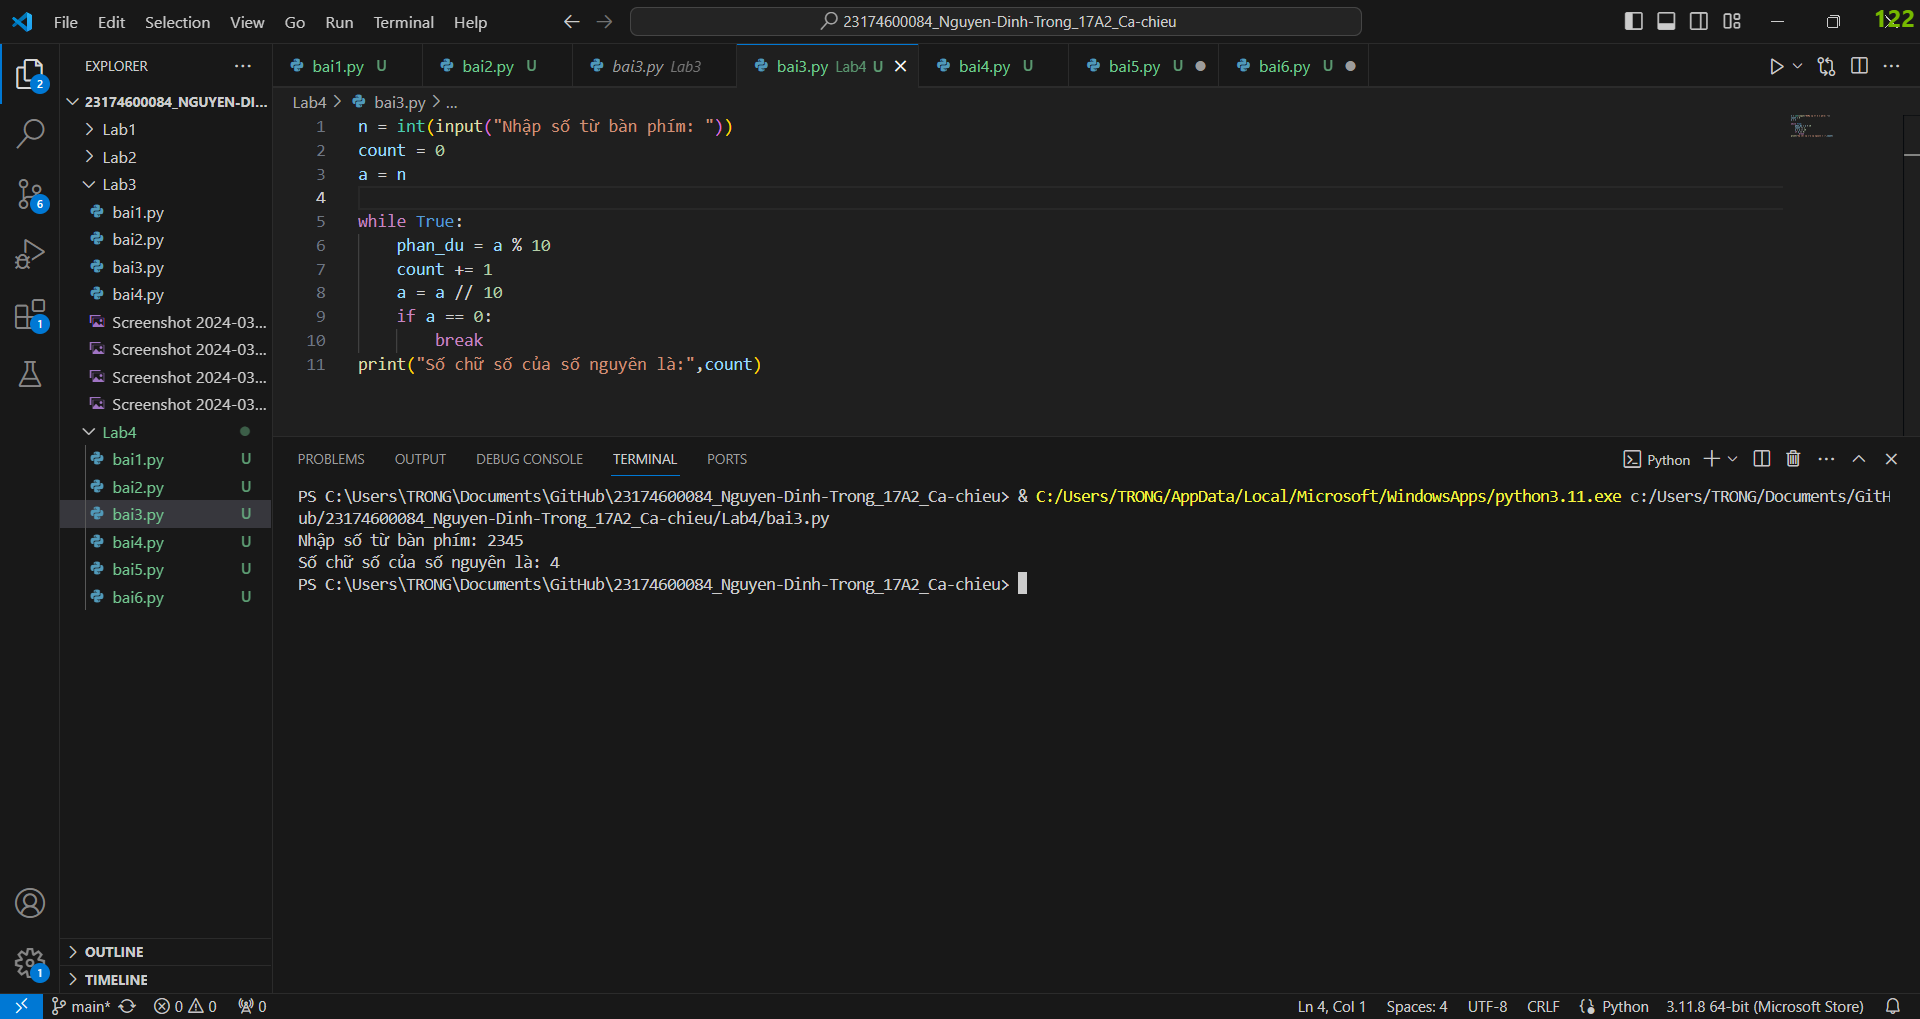 File Edit Selection View Go Run Terminal Help
23174600084_Nguyen-Dinh-Trong_17A2_Ca-chieu
122
EXPLORER
23174600084_NGUYEN-DI...
Lab1
Lab2
Lab3
bai1.py
bai2.py
bai3.py
bai4.py
Screenshot 2024-03...
Screenshot 2024-03...
Screenshot 2024-03...
Screenshot 2024-03...
Lab4
bai1.py U
bai2.py U
bai3.py U
bai4.py U
bai5.py U
bai6.py U
OUTLINE
TIMELINE
2
6
1
1
bai1.py U bai2.py U bai3.py Lab3 bai3.py Lab4 U bai4.py U bai5.py U bai6.py U
Lab4 > bai3.py > ...
1 n = int(input("Nhập số từ bàn phím: "))
2 count = 0
3 a = n
4
5 while True:
6 phan_du = a % 10
7 count += 1
8 a = a // 10
9 if a == 0:
10 break
11 print("Số chữ số của số nguyên là:",count)
PROBLEMS OUTPUT DEBUG CONSOLE TERMINAL PORTS
Python
PS C:\Users\TRONG\Documents\GitHub\23174600084_Nguyen-Dinh-Trong_17A2_Ca-chieu> & C:/Users/TRONG/AppData/Local/Microsoft/WindowsApps/python3.11.exe c:/Users/TRONG/Documents/GitH
ub/23174600084_Nguyen-Dinh-Trong_17A2_Ca-chieu/Lab4/bai3.py
Nhập số từ bàn phím: 2345
Số chữ số của số nguyên là: 4
PS C:\Users\TRONG\Documents\GitHub\23174600084_Nguyen-Dinh-Trong_17A2_Ca-chieu>
main* 0 0 0 Ln 4, Col 1 Spaces: 4 UTF-8 CRLF Python 3.11.8 64-bit (Microsoft Store)